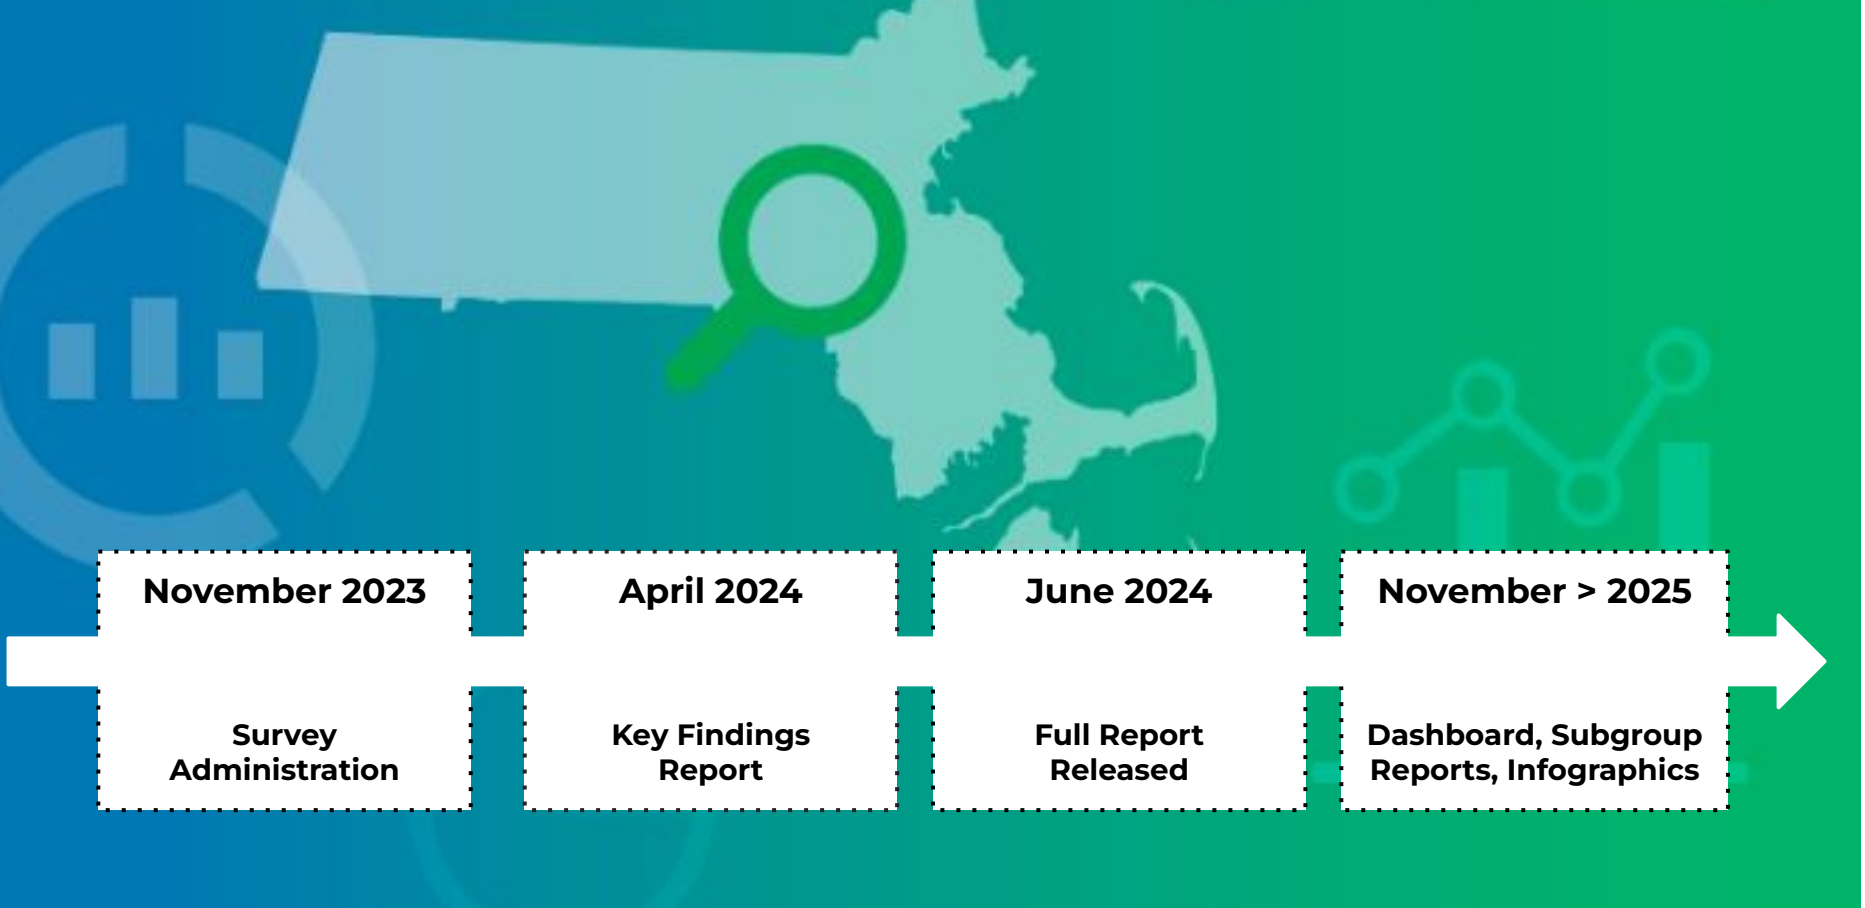 November 2023
Survey
Administration
April 2024
Key Findings
Report
June 2024
Full Report
Released
November > 2025
Dashboard, Subgroup
Reports, Infographics